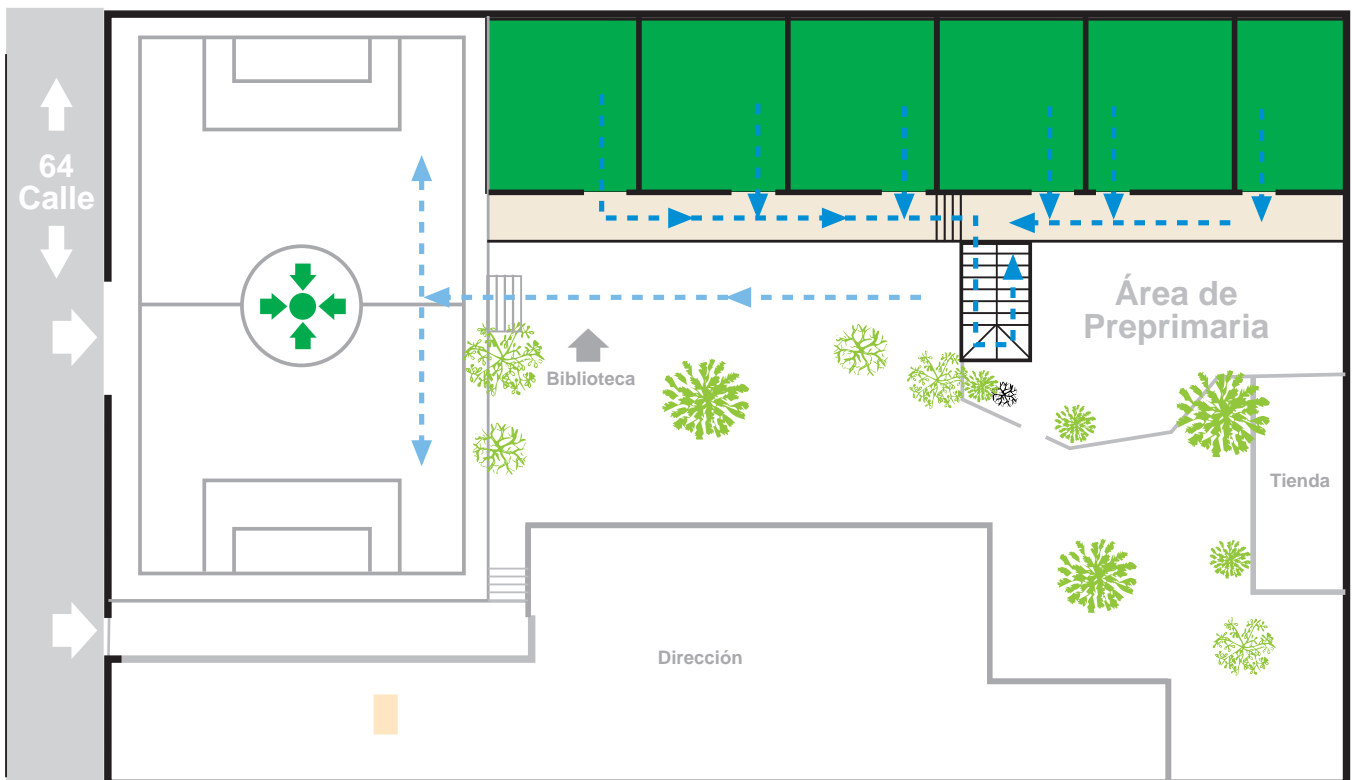 64
Calle
Área de
Preprimaria
Biblioteca
Tienda
Dirección